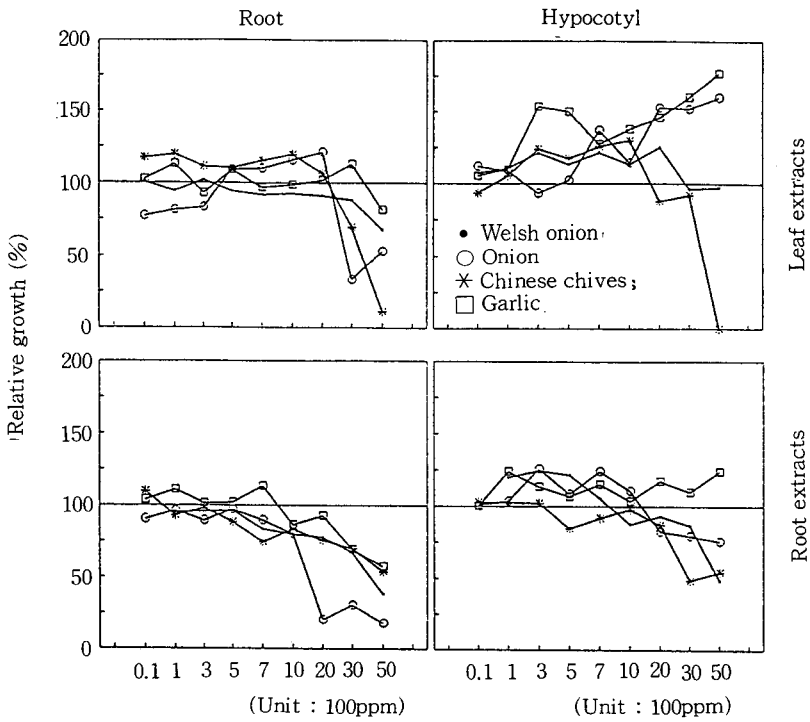 Root Hypocotyl
200
150
100
50
0
Welsh onion
Onion
Chinese chives;
Garlic
Leaf extracts
Relative growth (%)
200
150
100
50
0
Root extracts
0.1 1 3 5 7 10 20 30 50 0.1 1 3 5 7 10 20 30 50
(Unit : 100ppm) (Unit : 100ppm)